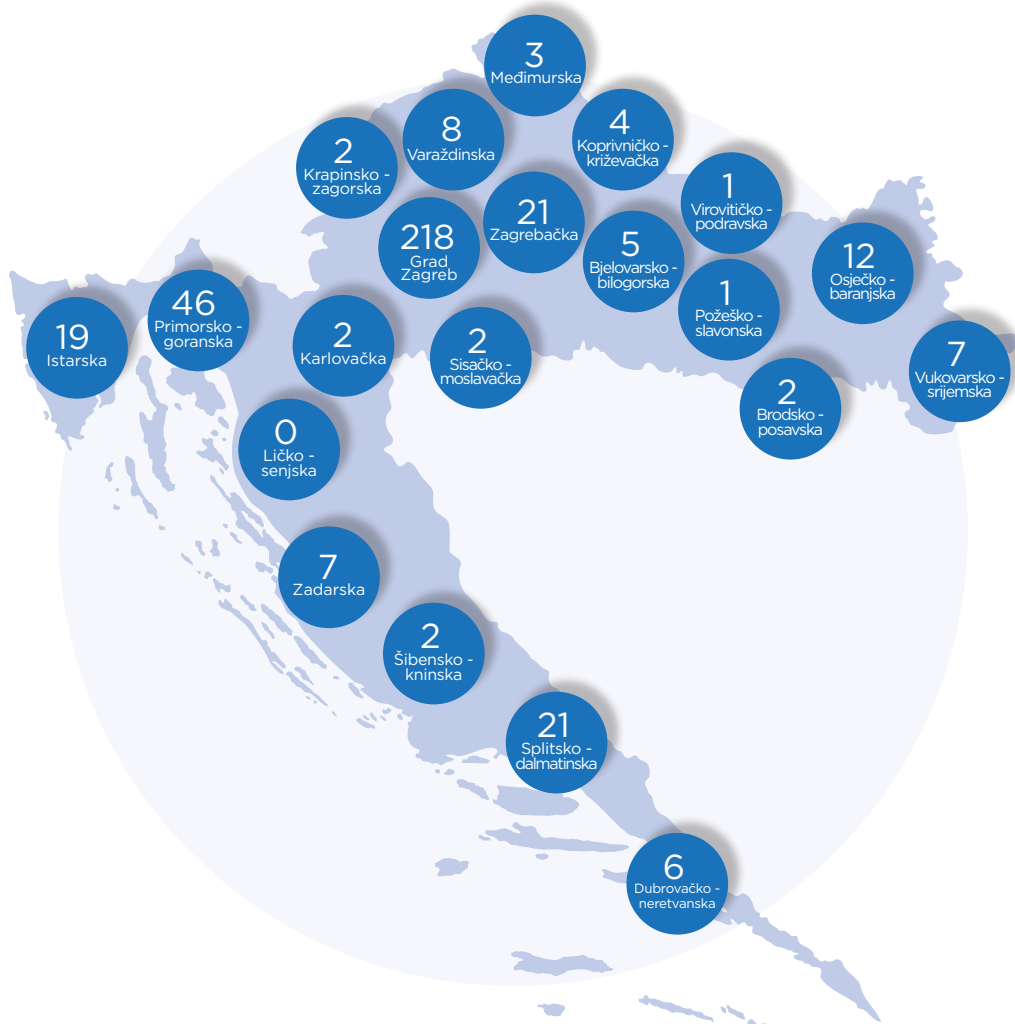 3
Međimurska
8
Varaždinska
4
Koprivničko -
križevačka
2
Krapinsko -
zagorska
1
Virovitičko -
podravska
21
Zagrebačka
218
Grad
Zagreb
5
Bjelovarsko -
bilogorska
12
Osječko -
baranjska
46
Primorsko -
goranska
1
Požeško -
slavonska
19
Istarska
2
Karlovačka
2
Sisačko -
moslavačka
7
Vukovarsko -
srijemska
2
Brodsko -
posavska
0
Ličko -
senjska
7
Zadarska
2
Šibensko -
kninska
21
Splitsko -
dalmatinska
6
Dubrovačko -
neretvanska